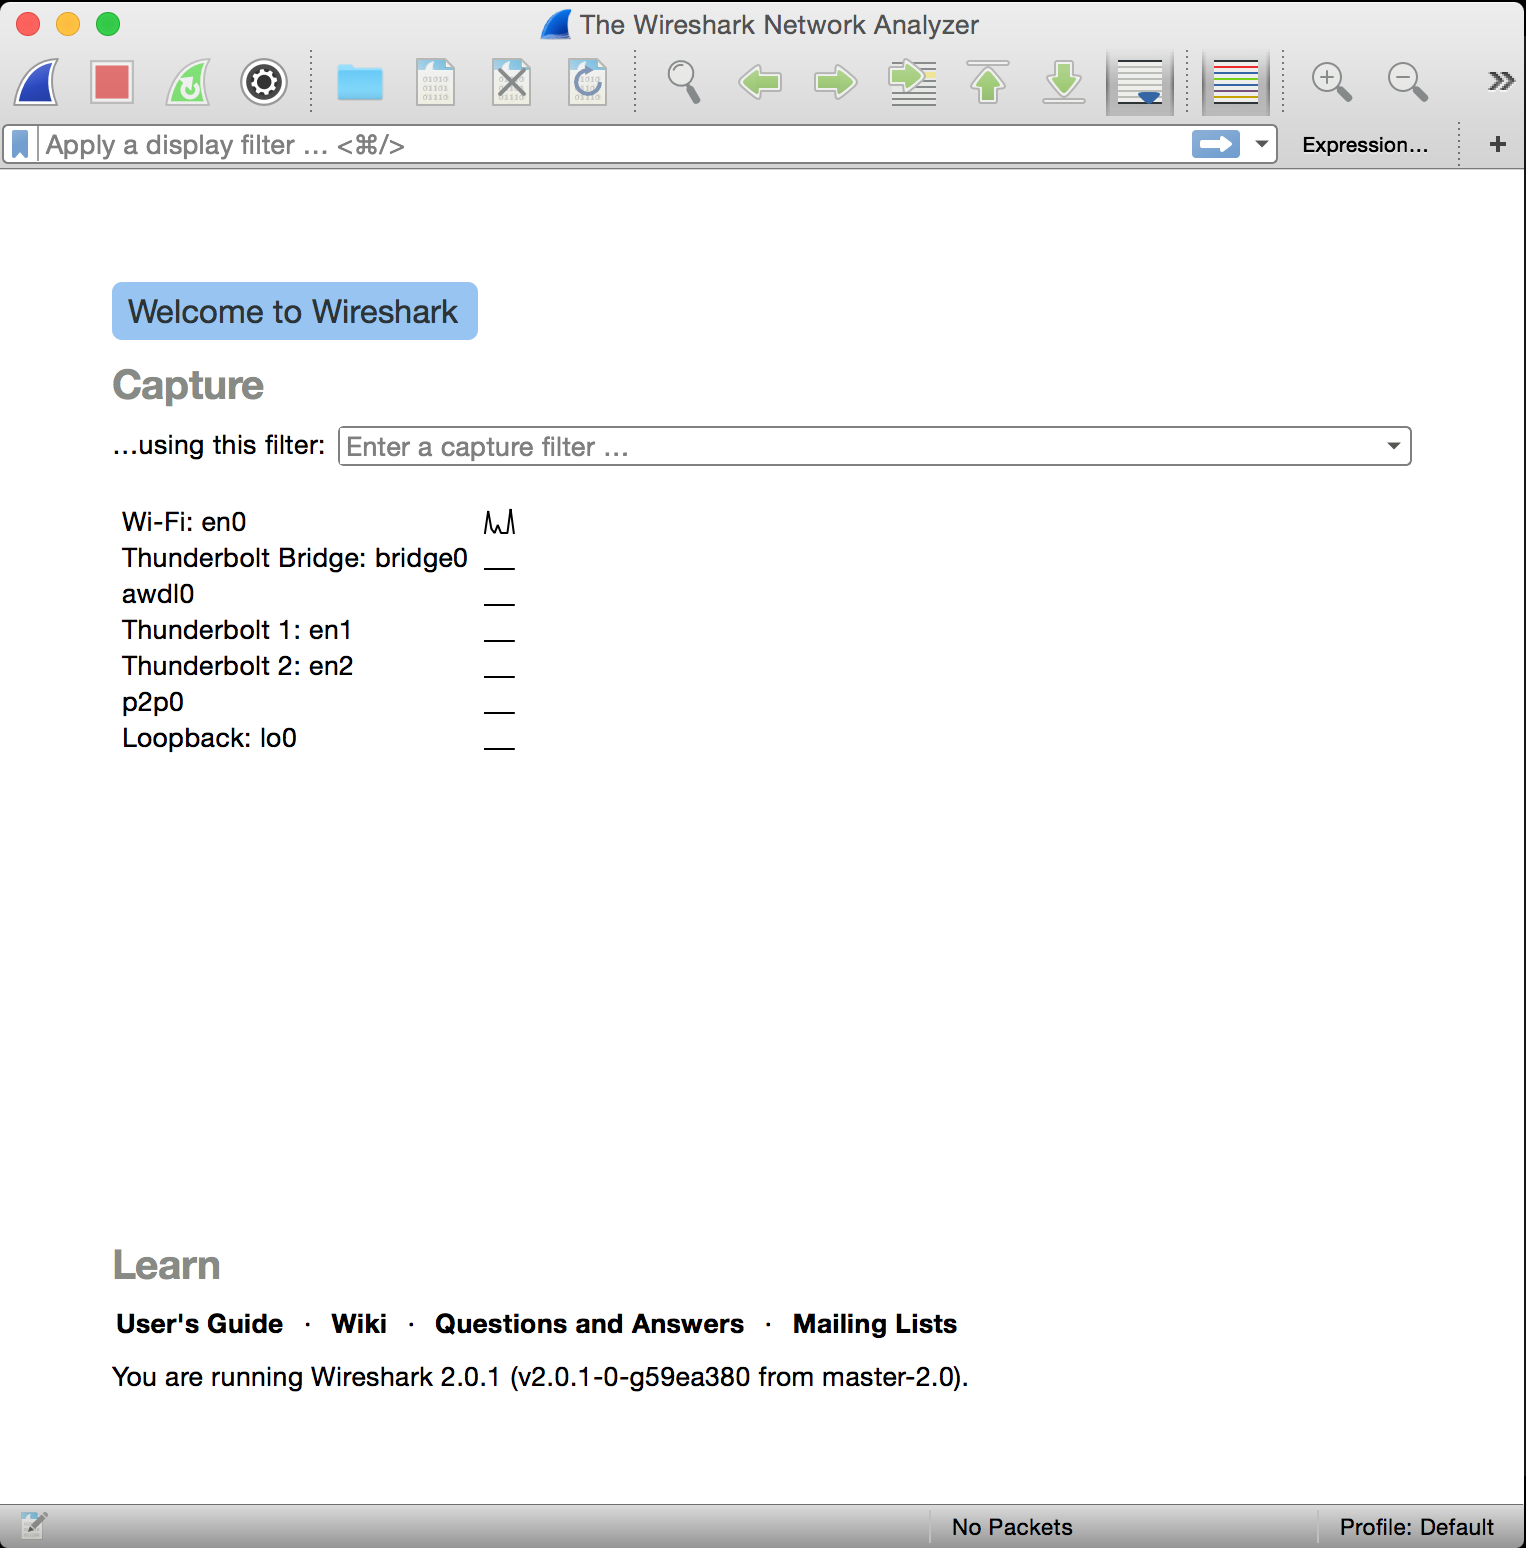 The Wireshark Network Analyzer
Apply a display filter … <⌘/>
Expression…
+
Welcome to Wireshark
Capture
…using this filter: Enter a capture filter …
Wi-Fi: en0
Thunderbolt Bridge: bridge0
awdl0
Thunderbolt 1: en1
Thunderbolt 2: en2
p2p0
Loopback: lo0
Learn
User's Guide · Wiki · Questions and Answers · Mailing Lists
You are running Wireshark 2.0.1 (v2.0.1-0-g59ea380 from master-2.0).
No Packets
Profile: Default